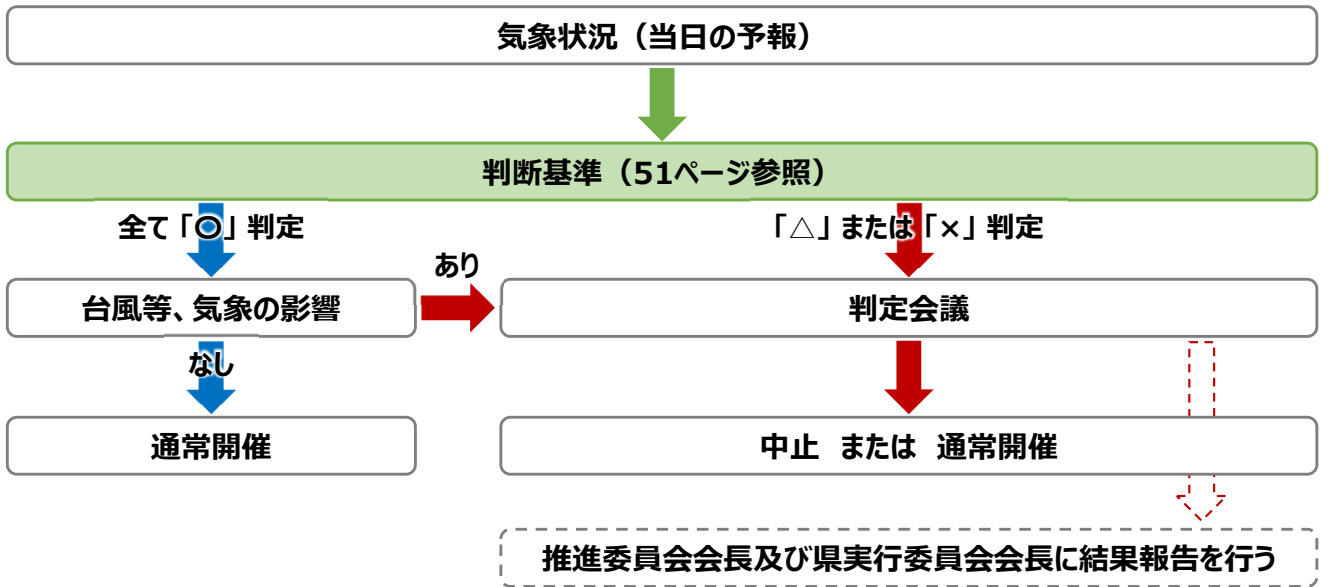 気象状況（当日の予報）
判断基準（51ページ参照）
全て「〇」判定
「△」または「×」判定
あり
台風等、気象の影響
判定会議
なし
通常開催
中止 または 通常開催
推進委員会会長及び県実行委員会会長に結果報告を行う